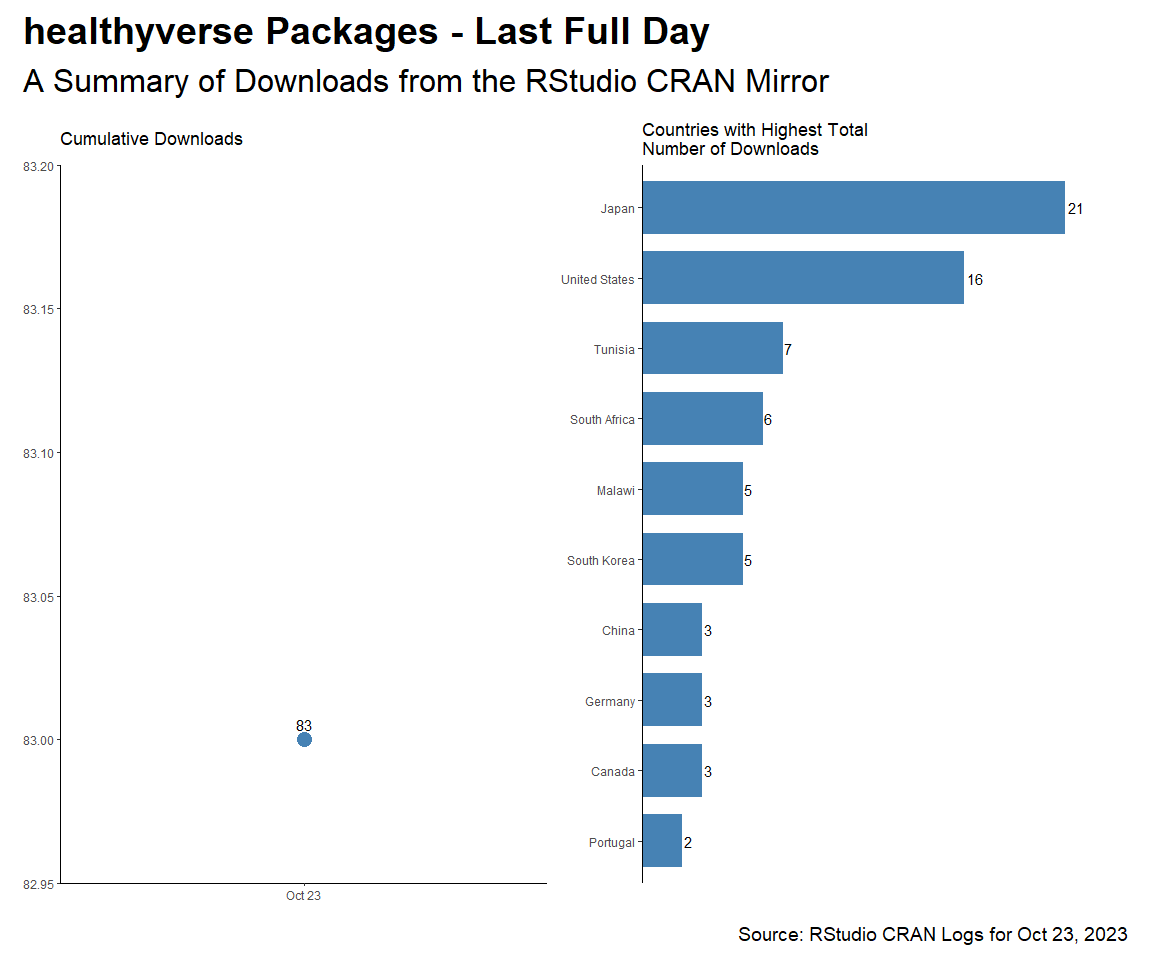 healthyverse Packages - Last Full Day
A Summary of Downloads from the RStudio CRAN Mirror
Cumulative Downloads
83.20
83.15
83.10
83.05
83.00
82.95
83
Oct 23
Countries with Highest Total
Number of Downloads
Japan 21
United States 16
Tunisia 7
South Africa 6
Malawi 5
South Korea 5
China 3
Germany 3
Canada 3
Portugal 2
Source: RStudio CRAN Logs for Oct 23, 2023